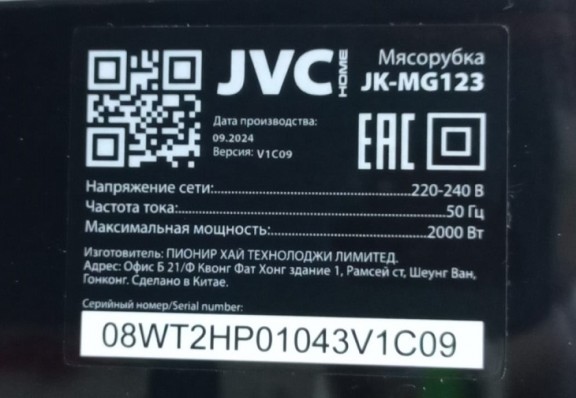 JVC HOME
Мясорубка
JK-MG123
Дата производства:
09.2024
Версия: V1C09
EAC
Напряжение сети:..................................220-240 В
Частота тока:..............................................50 Гц
Максимальная мощность:........................2000 Вт
Изготовитель: ПИОНИР ХАЙ ТЕХНОЛОДЖИ ЛИМИТЕД.
Адрес: Офис Б 21/Ф Квонг Фат Хонг здание 1, Рамсей ст, Шеунг Ван,
Гонконг. Сделано в Китае.
Серийный номер/Serial number:
08WT2HP01043V1C09